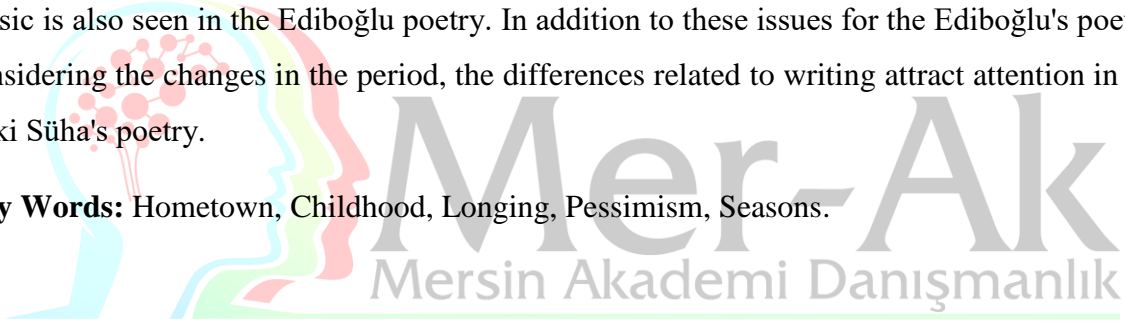 sic is also seen in the Ediboğlu poetry. In addition to these issues for the Ediboğlu's poet
nsidering the changes in the period, the differences related to writing attract attention in
ki Süha's poetry.
y Words: Hometown, Childhood, Longing, Pessimism, Seasons.
Mer-Ak
Mersin Akademi Danışmanlık